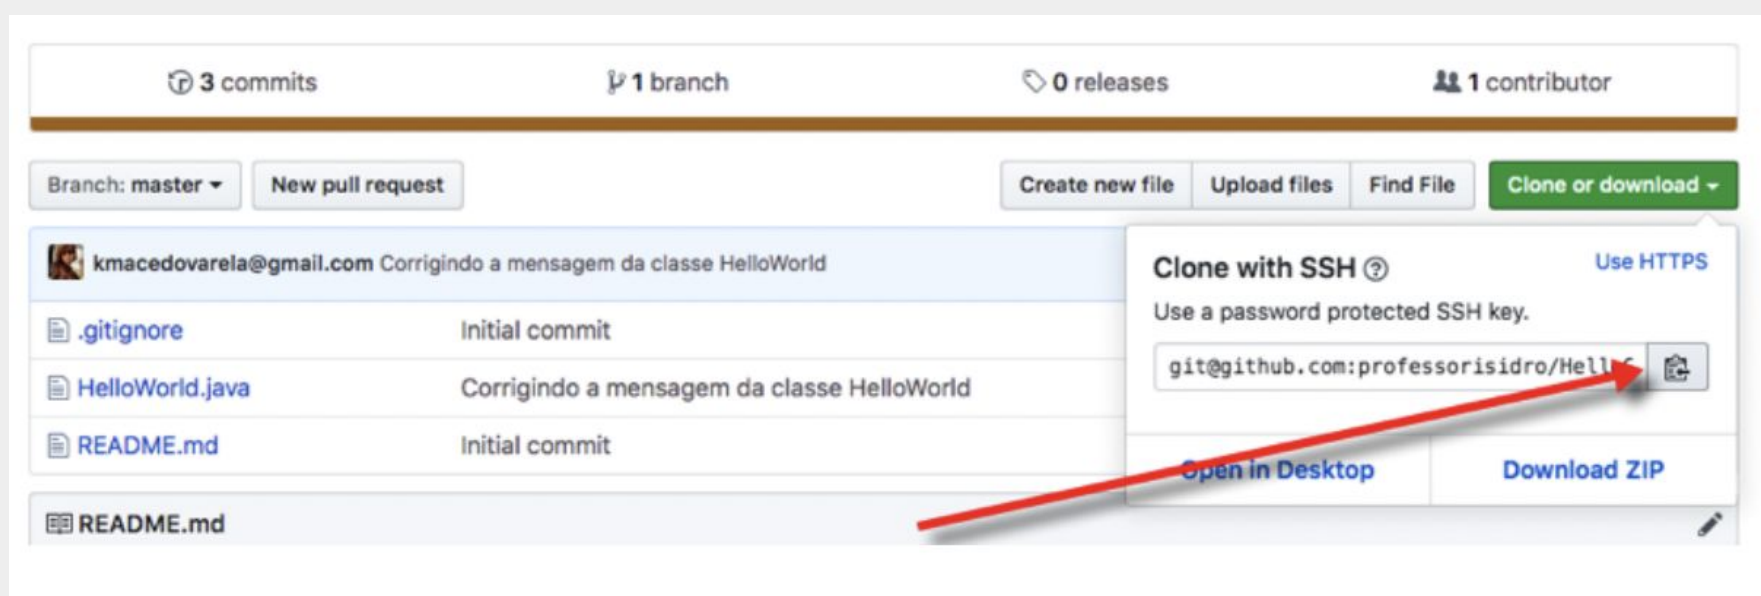 3 commits
1 branch
0 releases
1 contributor
Branch: master
New pull request
Create new file
Upload files
Find File
Clone or download
kmacedovarela@gmail.com Corrigindo a mensagem da classe HelloWorld
.gitignore
Initial commit
HelloWorld.java
Corrigindo a mensagem da classe HelloWorld
README.md
Initial commit
README.md
Clone with SSH
Use HTTPS
Use a password protected SSH key.
git@github.com:professorisidro/Hell
Open in Desktop
Download ZIP